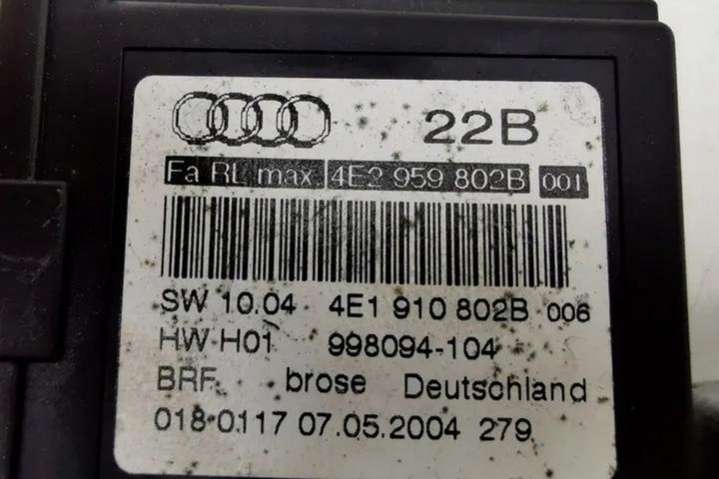 22B
Fa RL max 4E2 959 802B 001
SW 10.04 4E1 910 802B 006
HW H01 998094-104
BRF. brose Deutschland
018-0117 07.05.2004 279